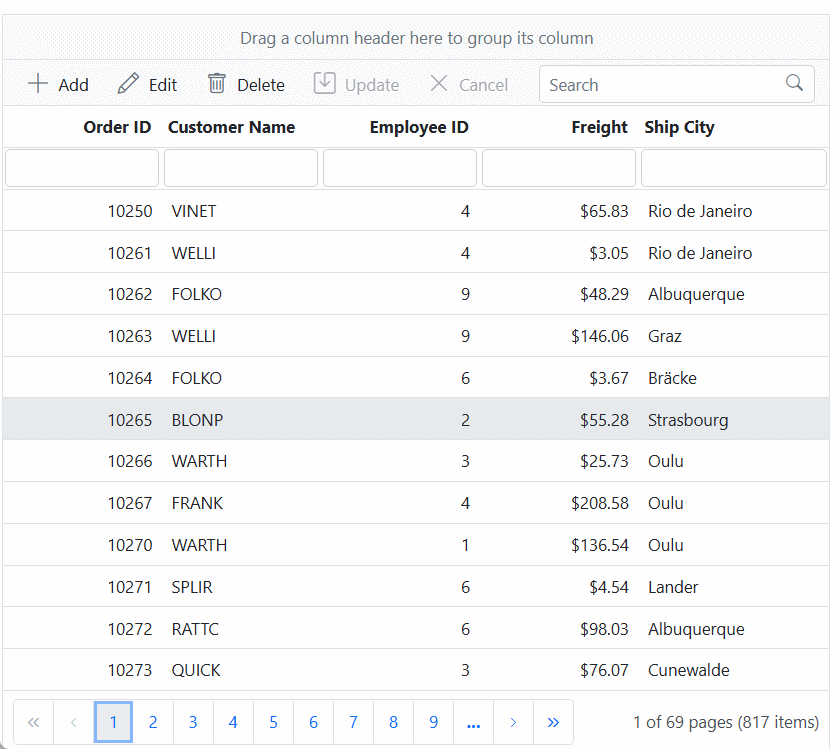 Drag a column header here to group its column
Add Edit Delete Update Cancel Search
Order ID Customer Name Employee ID Freight Ship City
10250 VINET 4 $65.83 Rio de Janeiro
10261 WELLI 4 $3.05 Rio de Janeiro
10262 FOLKO 9 $48.29 Albuquerque
10263 WELLI 9 $146.06 Graz
10264 FOLKO 6 $3.67 Bräcke
10265 BLONP 2 $55.28 Strasbourg
10266 WARTH 3 $25.73 Oulu
10267 FRANK 4 $208.58 Oulu
10270 WARTH 1 $136.54 Oulu
10271 SPLIR 6 $4.54 Lander
10272 RATTC 6 $98.03 Albuquerque
10273 QUICK 3 $76.07 Cunewalde
« ‹ 1 2 3 4 5 6 7 8 9 ... › » 1 of 69 pages (817 items)